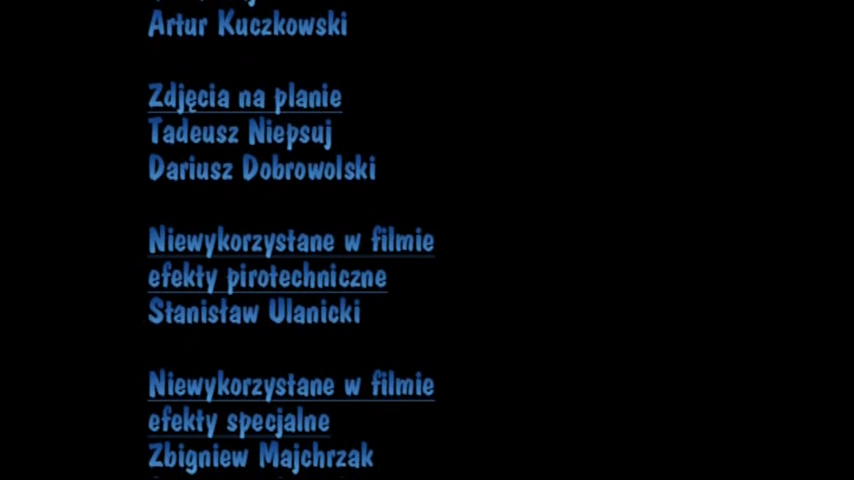 Artur Kuczkowski
Zdjęcia na planie
Tadeusz Niepsuj
Dariusz Dobrowolski
Niewykorzystane w filmie
efekty pirotechniczne
Stanisław Ulanicki
Niewykorzystane w filmie
efekty specjalne
Zbigniew Majchrzak